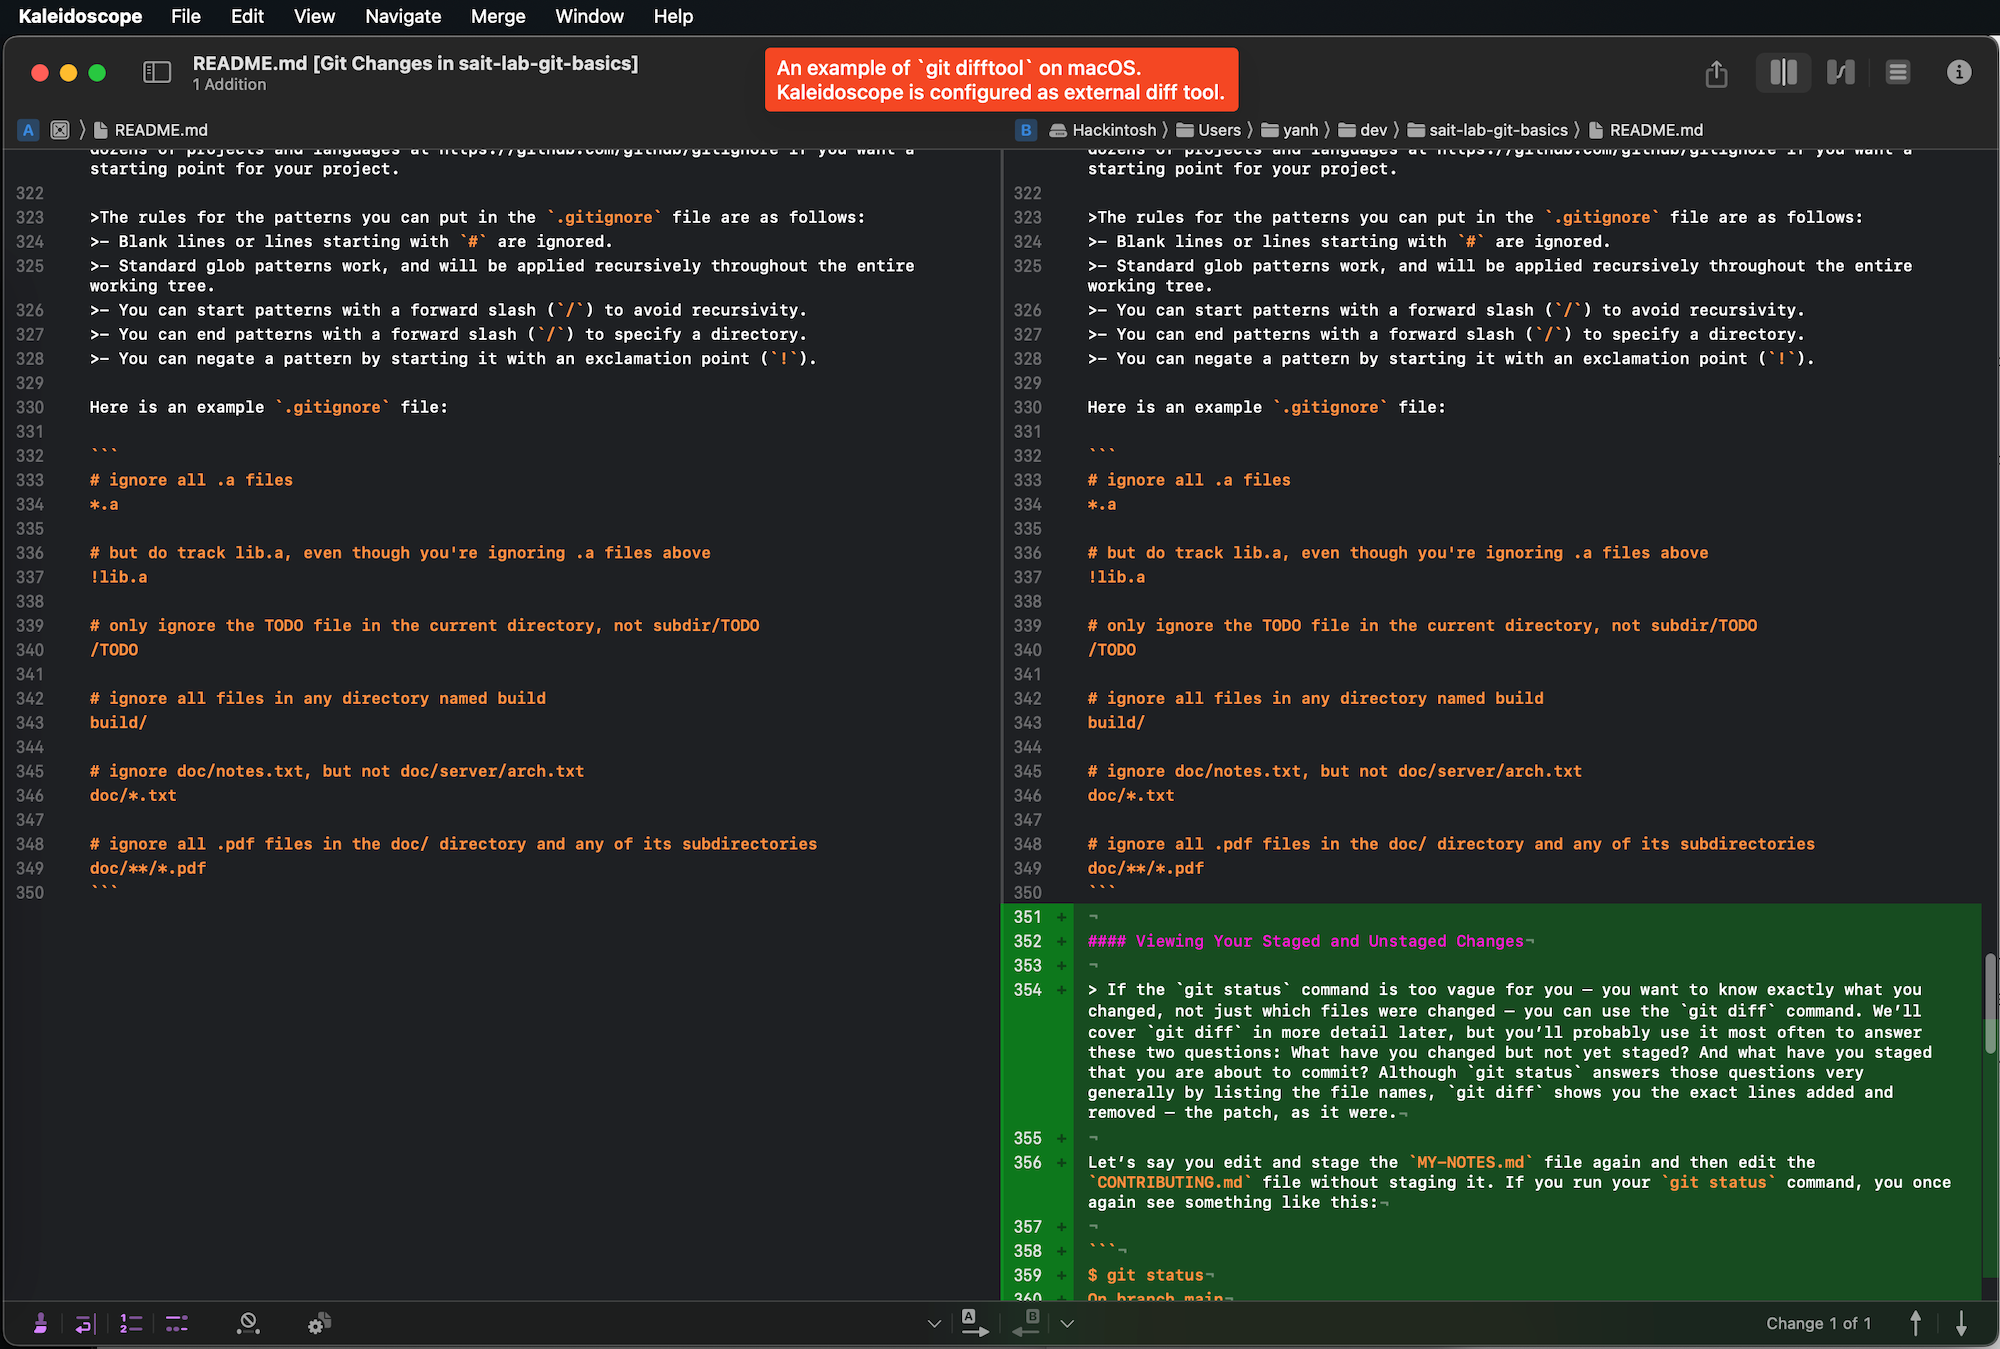 Kaleidoscope File Edit View Navigate Merge Window Help
README.md [Git Changes in sait-lab-git-basics]
1 Addition
An example of `git difftool` on macOS.
Kaleidoscope is configured as external diff tool.
A 〉 README.md
B Hackintosh 〉 Users 〉 yanh 〉 dev 〉 sait-lab-git-basics 〉 README.md
dozens of projects and languages at https://github.com/github/gitignore if you want a
starting point for your project.
322
323 >The rules for the patterns you can put in the `.gitignore` file are as follows:
324 >- Blank lines or lines starting with `#` are ignored.
325 >- Standard glob patterns work, and will be applied recursively throughout the entire
working tree.
326 >- You can start patterns with a forward slash (`/`) to avoid recursivity.
327 >- You can end patterns with a forward slash (`/`) to specify a directory.
328 >- You can negate a pattern by starting it with an exclamation point (`!`).
329
330 Here is an example `.gitignore` file:
331
332 ```
333 # ignore all .a files
334 *.a
335
336 # but do track lib.a, even though you're ignoring .a files above
337 !lib.a
338
339 # only ignore the TODO file in the current directory, not subdir/TODO
340 /TODO
341
342 # ignore all files in any directory named build
343 build/
344
345 # ignore doc/notes.txt, but not doc/server/arch.txt
346 doc/*.txt
347
348 # ignore all .pdf files in the doc/ directory and any of its subdirectories
349 doc/**/*.pdf
350 ```
dozens of projects and languages at https://github.com/github/gitignore if you want a
starting point for your project.
322
323 >The rules for the patterns you can put in the `.gitignore` file are as follows:
324 >- Blank lines or lines starting with `#` are ignored.
325 >- Standard glob patterns work, and will be applied recursively throughout the entire
working tree.
326 >- You can start patterns with a forward slash (`/`) to avoid recursivity.
327 >- You can end patterns with a forward slash (`/`) to specify a directory.
328 >- You can negate a pattern by starting it with an exclamation point (`!`).
329
330 Here is an example `.gitignore` file:
331
332 ```
333 # ignore all .a files
334 *.a
335
336 # but do track lib.a, even though you're ignoring .a files above
337 !lib.a
338
339 # only ignore the TODO file in the current directory, not subdir/TODO
340 /TODO
341
342 # ignore all files in any directory named build
343 build/
344
345 # ignore doc/notes.txt, but not doc/server/arch.txt
346 doc/*.txt
347
348 # ignore all .pdf files in the doc/ directory and any of its subdirectories
349 doc/**/*.pdf
350 ```
351 + ¬
352 + #### Viewing Your Staged and Unstaged Changes¬
353 + ¬
354 + > If the `git status` command is too vague for you — you want to know exactly what you
changed, not just which files were changed — you can use the `git diff` command. We’ll
cover `git diff` in more detail later, but you’ll probably use it most often to answer
these two questions: What have you changed but not yet staged? And what have you staged
that you are about to commit? Although `git status` answers those questions very
generally by listing the file names, `git diff` shows you the exact lines added and
removed — the patch, as it were.¬
355 + ¬
356 + Let’s say you edit and stage the `MY-NOTES.md` file again and then edit the
`CONTRIBUTING.md` file without staging it. If you run your `git status` command, you once
again see something like this:¬
357 + ¬
358 + ```¬
359 + $ git status¬
360 + On branch main¬
A B Change 1 of 1